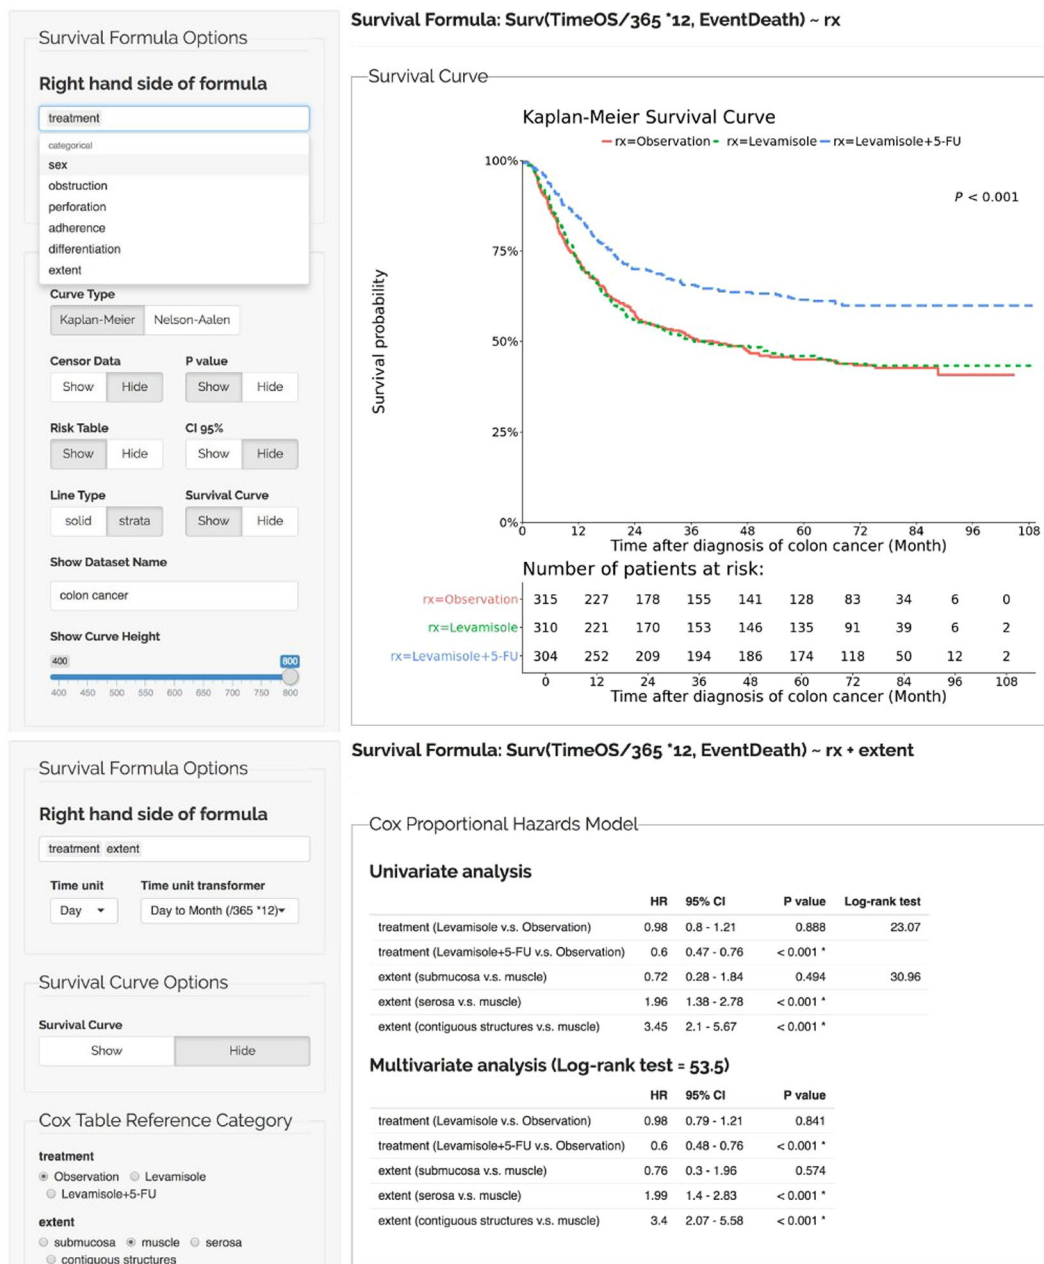 Survival Formula Options
Right hand side of formula
treatment
categorical
sex
obstruction
perforation
adherence
differentiation
extent
Curve Type
Kaplan-Meier Nelson-Aalen
Censor Data P value
Show Hide Show Hide
Risk Table CI 95%
Show Hide Show Hide
Line Type Survival Curve
solid strata Show Hide
Show Dataset Name
colon cancer
Show Curve Height
400 800
400 450 500 550 600 650 700 750 800
Survival Formula: Surv(TimeOS/365 *12, EventDeath) ~ rx
Survival Curve
Kaplan-Meier Survival Curve
rx=Observation rx=Levamisole rx=Levamisole+5-FU
P < 0.001
Survival probability
100%
75%
50%
25%
0%
0 12 24 36 48 60 72 84 96 108
Time after diagnosis of colon cancer (Month)
Number of patients at risk:
rx=Observation 315 227 178 155 141 128 83 34 6 0
rx=Levamisole 310 221 170 153 146 135 91 39 6 2
rx=Levamisole+5-FU 304 252 209 194 186 174 118 50 12 2
0 12 24 36 48 60 72 84 96 108
Time after diagnosis of colon cancer (Month)
Survival Formula Options
Right hand side of formula
treatment extent
Time unit Time unit transformer
Day Day to Month (/365 *12)
Survival Curve Options
Survival Curve
Show Hide
Cox Table Reference Category
treatment
Observation Levamisole
Levamisole+5-FU
extent
submucosa muscle serosa
contiguous structures
Survival Formula: Surv(TimeOS/365 *12, EventDeath) ~ rx + extent
Cox Proportional Hazards Model
Univariate analysis
HR 95% CI P value Log-rank test
treatment (Levamisole v.s. Observation) 0.98 0.8 - 1.21 0.888 23.07
treatment (Levamisole+5-FU v.s. Observation) 0.6 0.47 - 0.76 < 0.001 *
extent (submucosa v.s. muscle) 0.72 0.28 - 1.84 0.494 30.96
extent (serosa v.s. muscle) 1.96 1.38 - 2.78 < 0.001 *
extent (contiguous structures v.s. muscle) 3.45 2.1 - 5.67 < 0.001 *
Multivariate analysis (Log-rank test = 53.5)
HR 95% CI P value
treatment (Levamisole v.s. Observation) 0.98 0.79 - 1.21 0.841
treatment (Levamisole+5-FU v.s. Observation) 0.6 0.48 - 0.76 < 0.001 *
extent (submucosa v.s. muscle) 0.76 0.3 - 1.96 0.574
extent (serosa v.s. muscle) 1.99 1.4 - 2.83 < 0.001 *
extent (contiguous structures v.s. muscle) 3.4 2.07 - 5.58 < 0.001 *